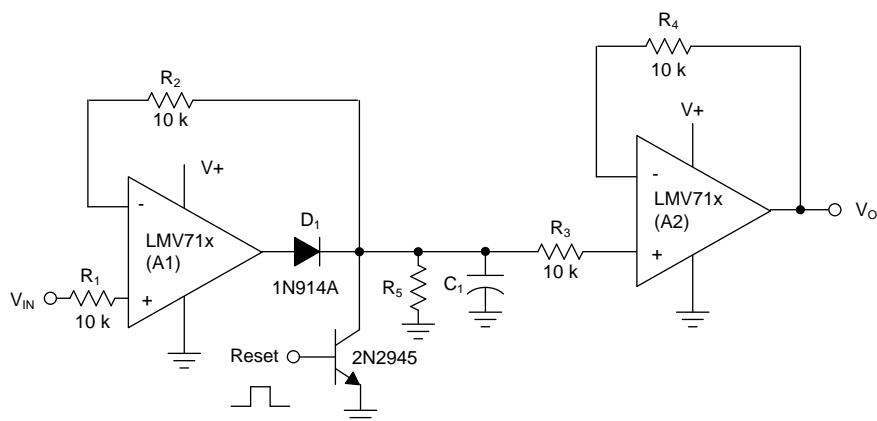 R4
10 k
R2
10 k
V+
V+
-
-
LMV71x
(A1)
LMV71x
(A2)
D1
R3
VO
R1
+
+
1N914A
10 k
VIN
10 k
R5
C1
Reset
2N2945